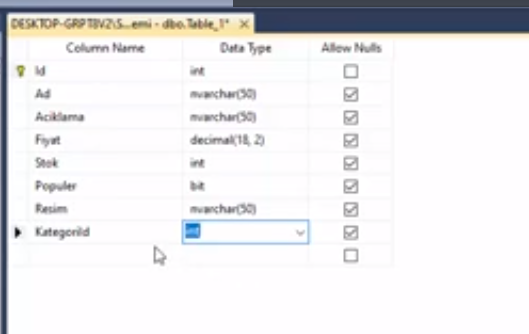 DESKTOP-GRPT8V2\S...emi - dbo.Table_1*
Column Name Data Type Allow Nulls
Id int
Ad nvarchar(50)
Aciklama nvarchar(50)
Fiyat decimal(18, 2)
Stok int
Populer bit
Resim nvarchar(50)
KategoriId int